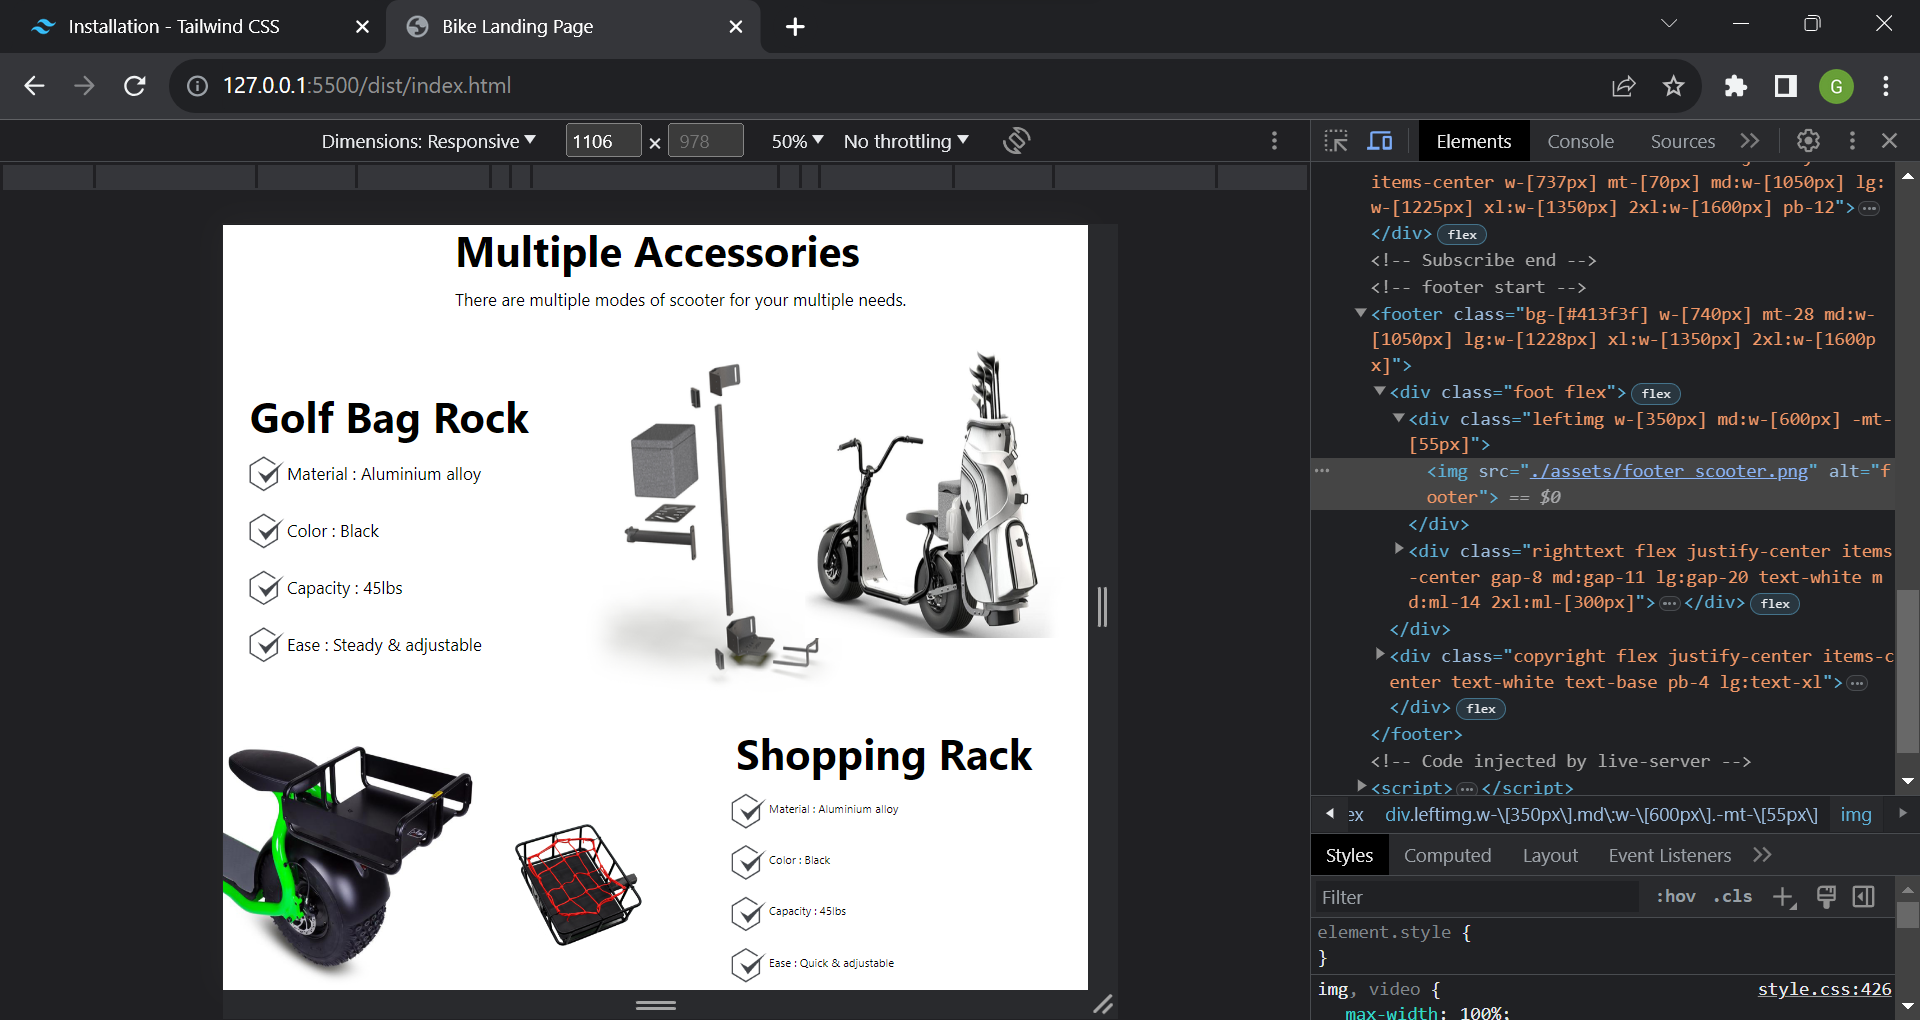 Installation - Tailwind CSS
Bike Landing Page
127.0.0.1:5500/dist/index.html
G
Dimensions: Responsive
1106 × 978
50%
No throttling
Elements
Console
Sources
Multiple Accessories
There are multiple modes of scooter for your multiple needs.
Golf Bag Rock
Material : Aluminium alloy
Color : Black
Capacity : 45lbs
Ease : Steady & adjustable
Shopping Rack
Material : Aluminium alloy
Color : Black
Capacity : 45lbs
Ease : Quick & adjustable
items-center w-[737px] mt-[70px] md:w-[1050px] lg:
w-[1225px] xl:w-[1350px] 2xl:w-[1600px] pb-12">…
</div> flex
<!-- Subscribe end -->
<!-- footer start -->
<footer class="bg-[#413f3f] w-[740px] mt-28 md:w-
[1050px] lg:w-[1228px] xl:w-[1350px] 2xl:w-[1600p
x]">
<div class="foot flex"> flex
<div class="leftimg w-[350px] md:w-[600px] -mt-
[55px]">
… <img src="./assets/footer_scooter.png" alt="f
ooter"> == $0
</div>
<div class="righttext flex justify-center items
-center gap-8 md:gap-11 lg:gap-20 text-white m
d:ml-14 2xl:ml-[300px]">…</div> flex
</div>
<div class="copyright flex justify-center items-c
enter text-white text-base pb-4 lg:text-xl">…
</div> flex
</footer>
<!-- Code injected by live-server -->
<script>…</script>
ex div.leftimg.w-\[350px\].md\:w-\[600px\].-mt-\[55px\] img
Styles
Computed
Layout
Event Listeners
Filter
:hov .cls
element.style {
}
img, video { style.css:426
max-width: 100%;